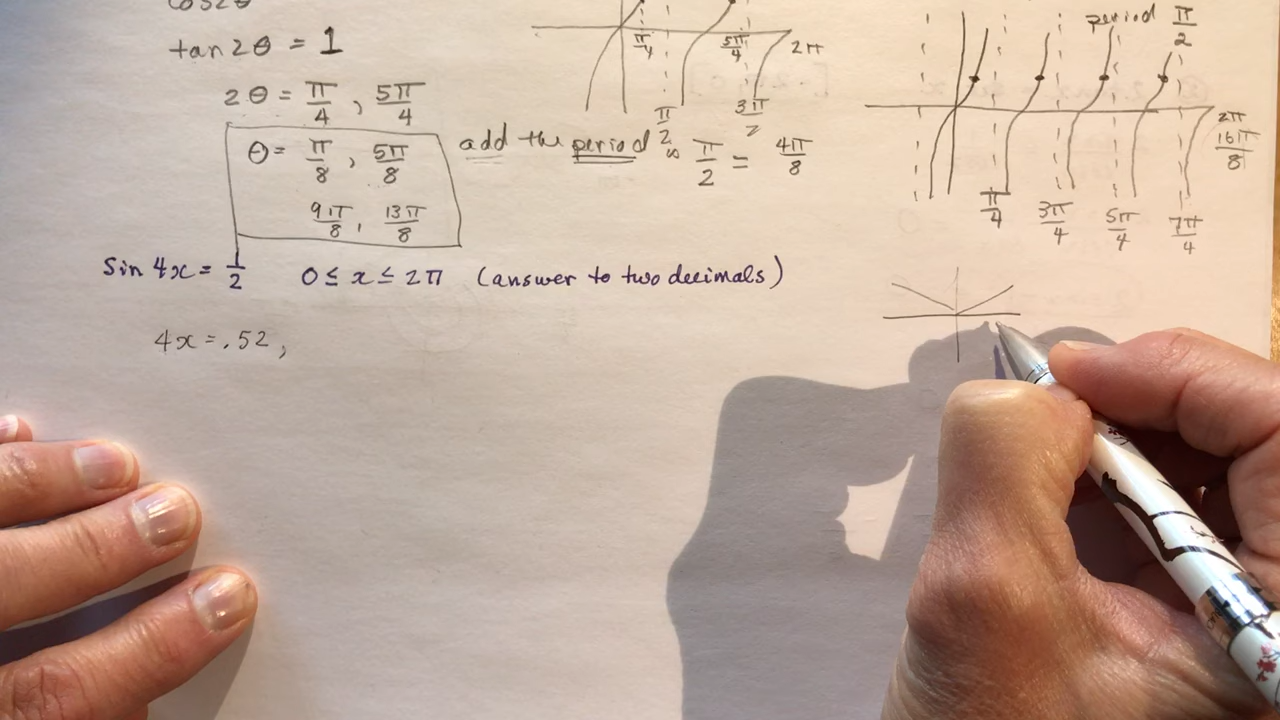 cos2θ
tan 2θ = 1
2θ = π/4 , 5π/4
θ = π/8 , 5π/8
9π/8 , 13π/8
add the period is π/2 = 4π/8
π/4
5π/4
2π
π/2
3π/2
period π/2
2π
16π/8
π/4 3π/4 5π/4 7π/4
Sin 4x = 1/2 0 ≤ x ≤ 2π (answer to two decimals)
4x = .52,